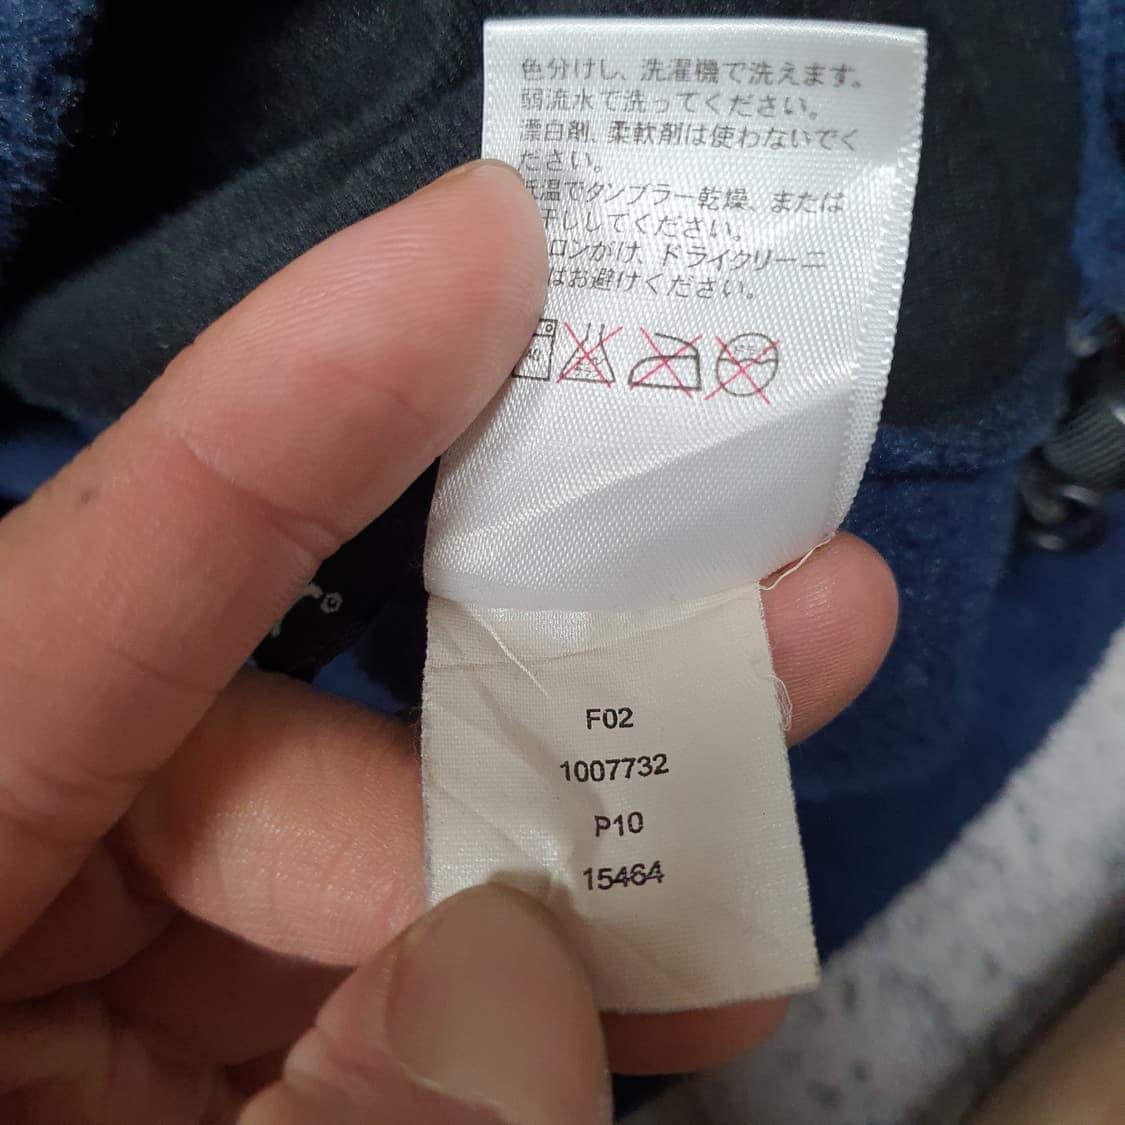 色分けし、洗濯機で洗えます。
弱流水で洗ってください。
漂白剤、柔軟剤は使わないでく
ださい。
低温でタンブラー乾燥、または
干ししてください。
ロンがけ、ドライクリーニ
はお避けください。
F02
1007732
P10
15464